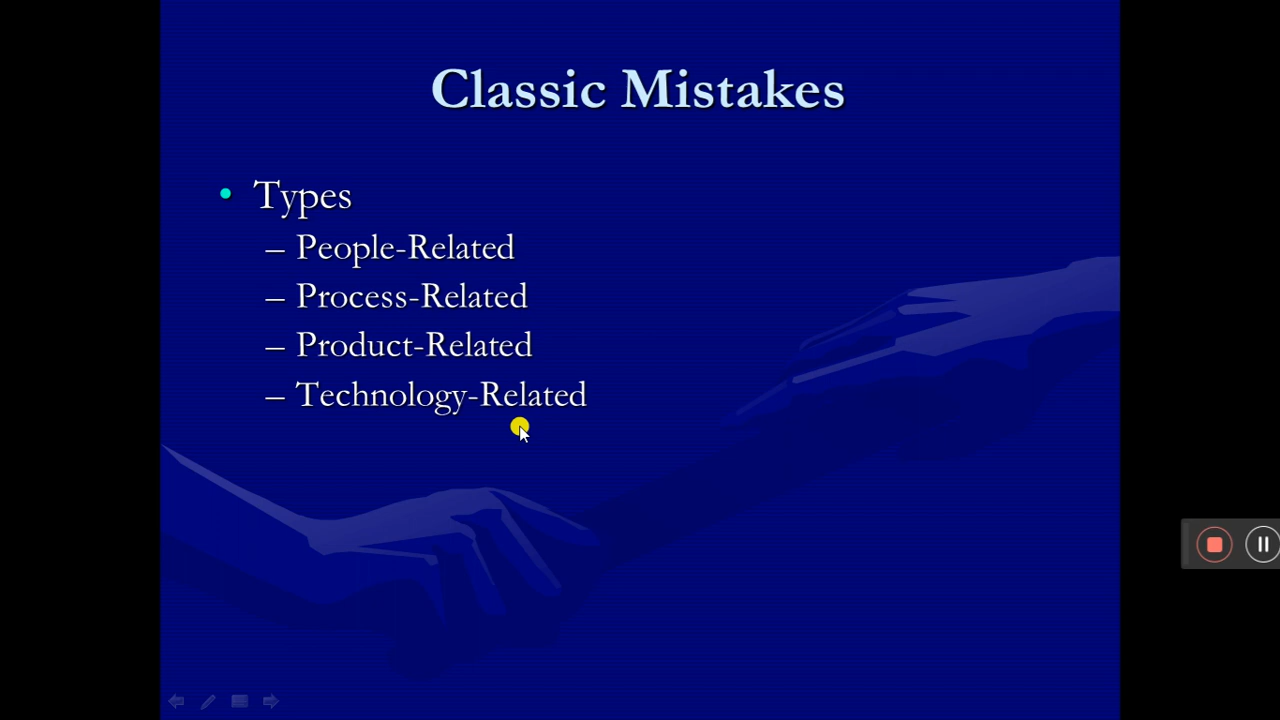 Classic Mistakes
• Types
– People-Related
– Process-Related
– Product-Related
– Technology-Related